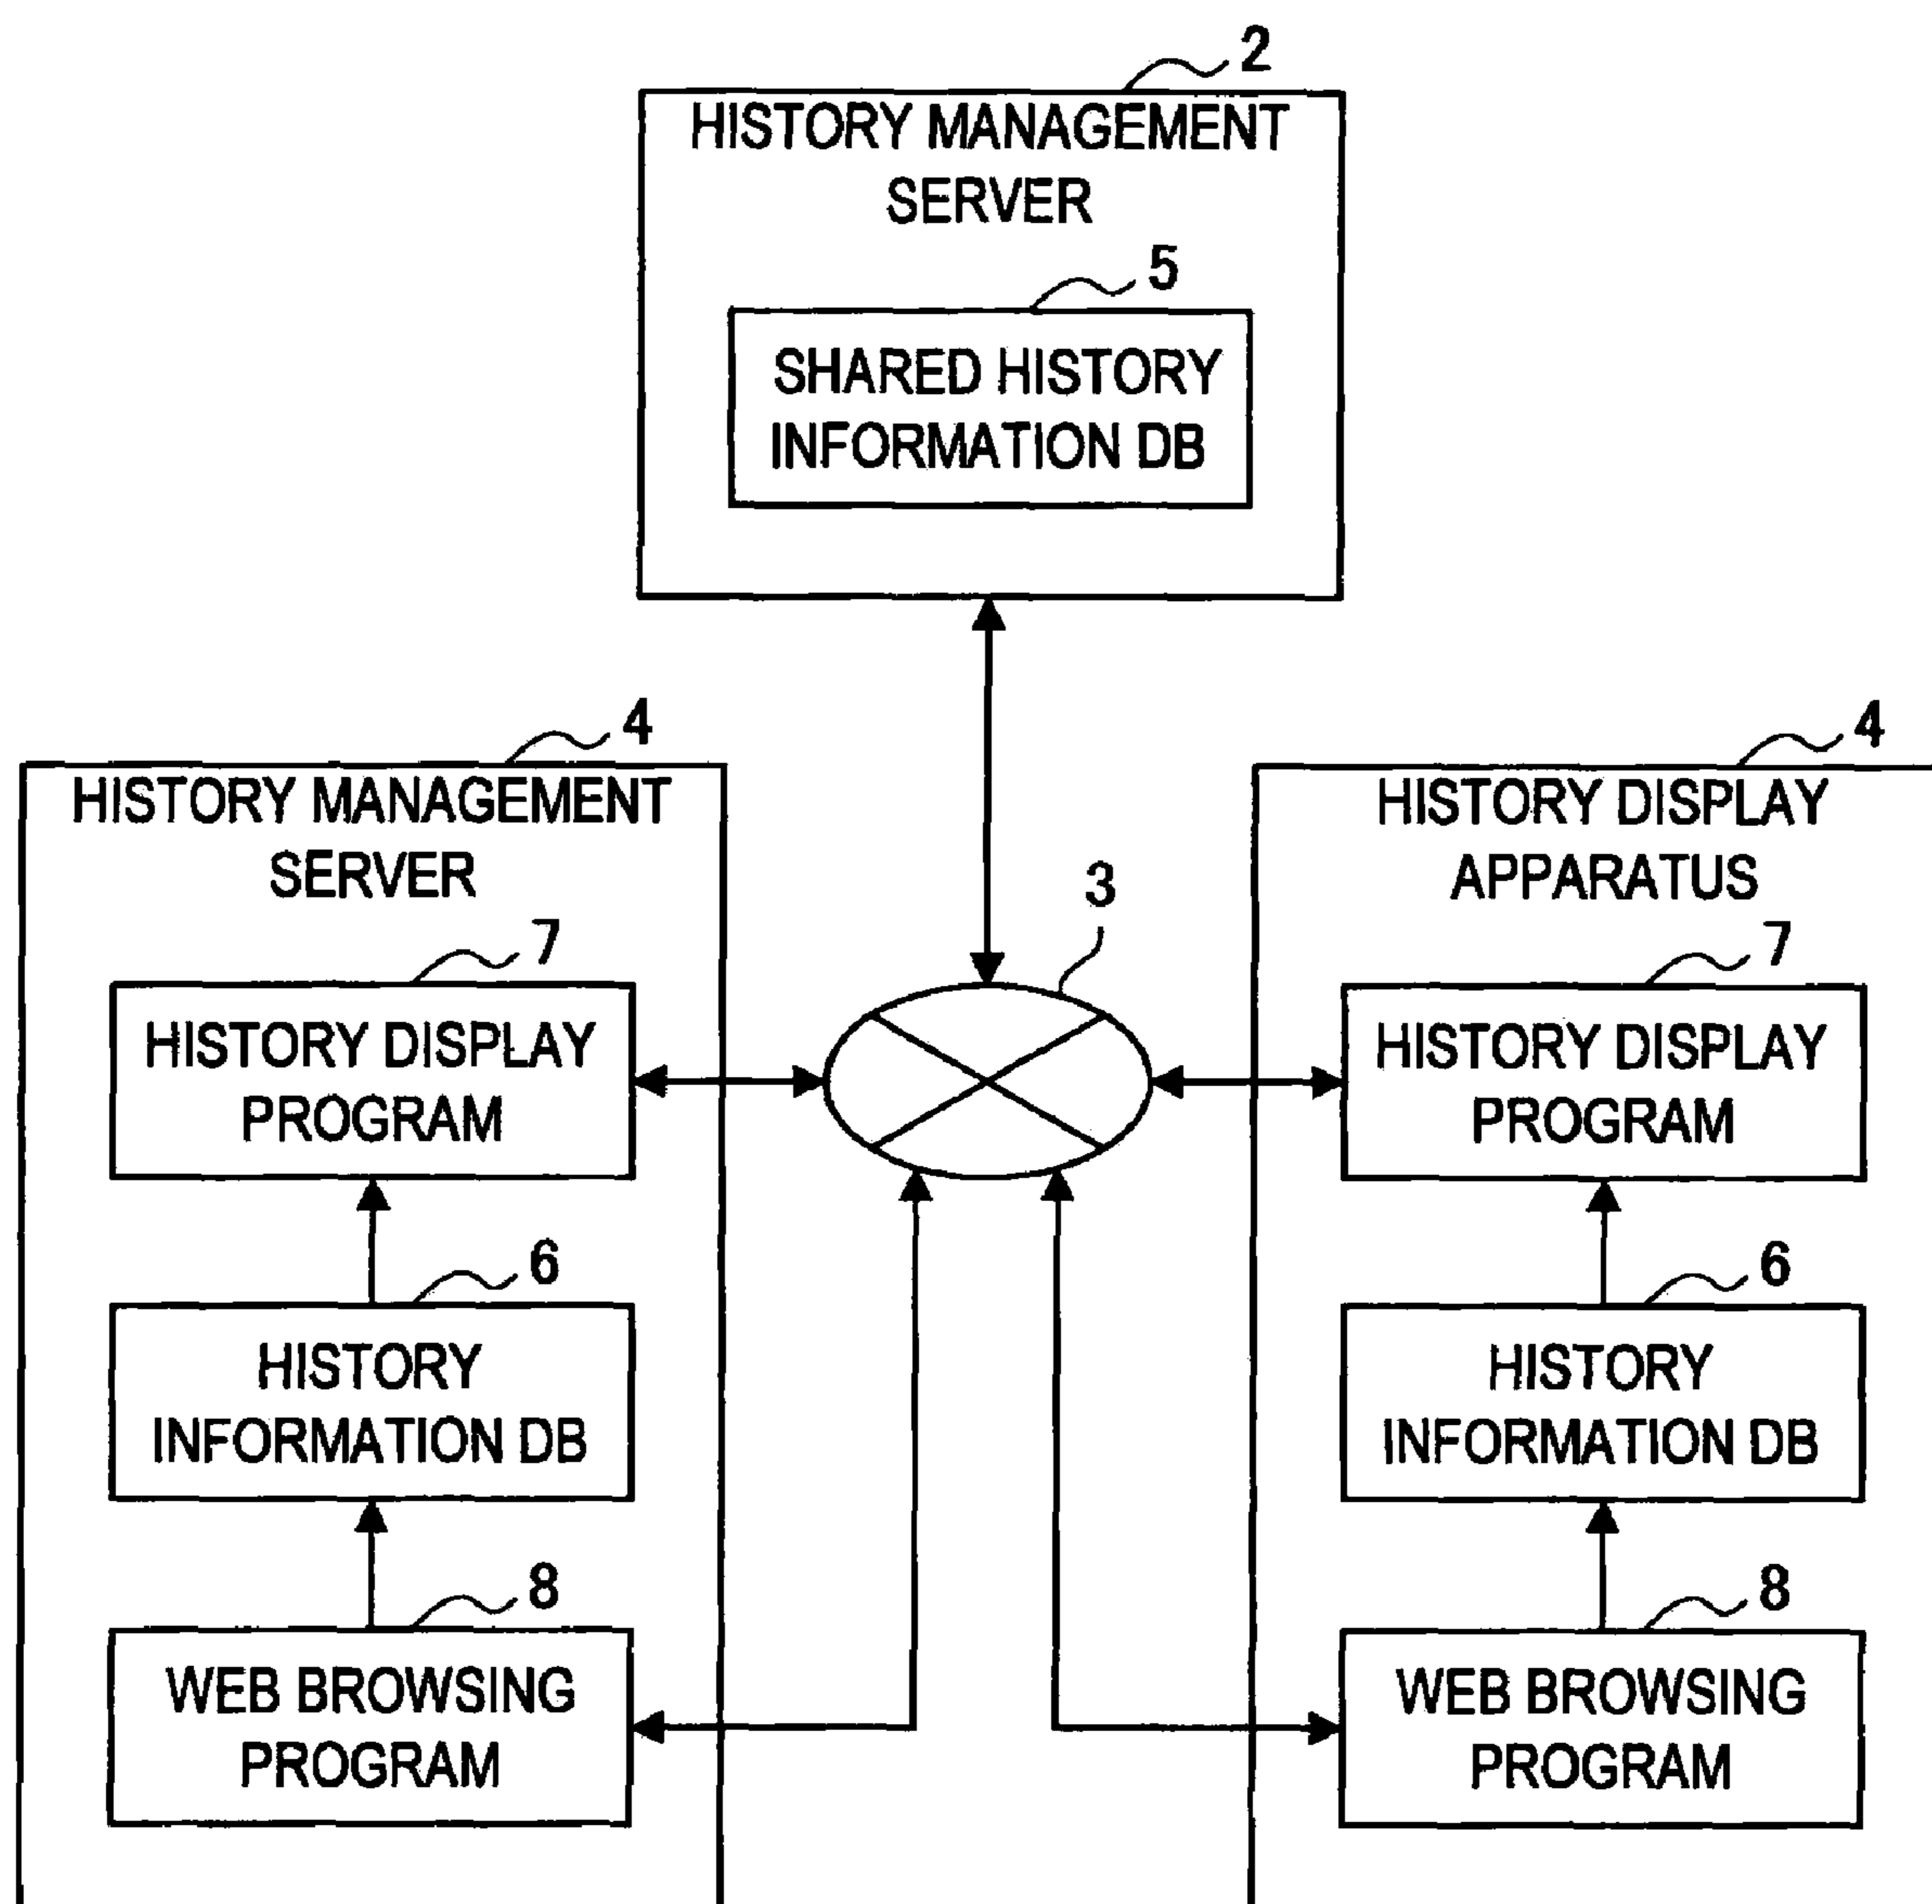 2
HISTORY MANAGEMENT
SERVER
5
SHARED HISTORY
INFORMATION DB
4
HISTORY MANAGEMENT
SERVER
7
HISTORY DISPLAY
PROGRAM
6
HISTORY
INFORMATION DB
8
WEB BROWSING
PROGRAM
3
4
HISTORY DISPLAY
APPARATUS
7
HISTORY DISPLAY
PROGRAM
6
HISTORY
INFORMATION DB
8
WEB BROWSING
PROGRAM